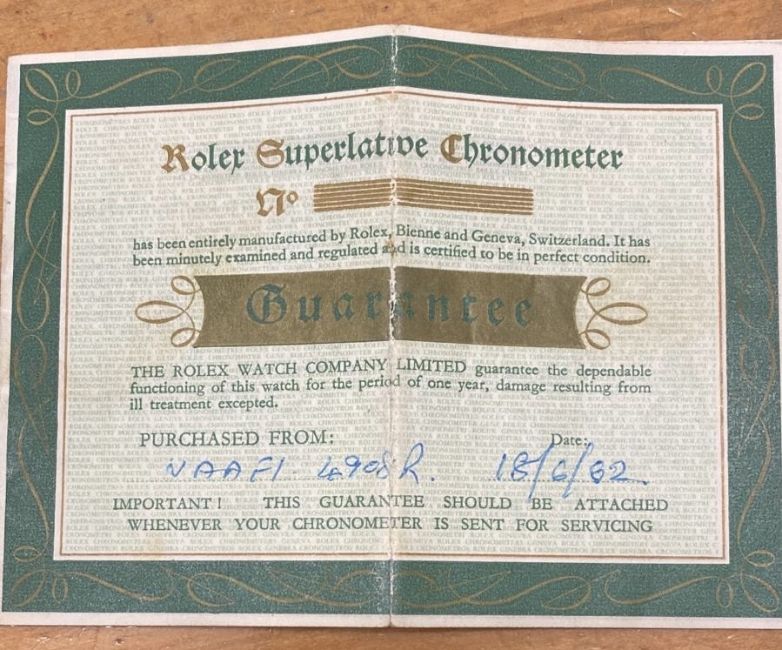 Rolex Superlative Chronometer
No
has been entirely manufactured by Rolex, Bienne and Geneva, Switzerland. It has
been minutely examined and regulated and is certified to be in perfect condition.
Guarantee
THE ROLEX WATCH COMPANY LIMITED guarantee the dependable
functioning of this watch for the period of one year, damage resulting from
ill treatment excepted.
PURCHASED FROM: Date:
NAAFI 4908R. 18/6/62
IMPORTANT! THIS GUARANTEE SHOULD BE ATTACHED
WHENEVER YOUR CHRONOMETER IS SENT FOR SERVICING